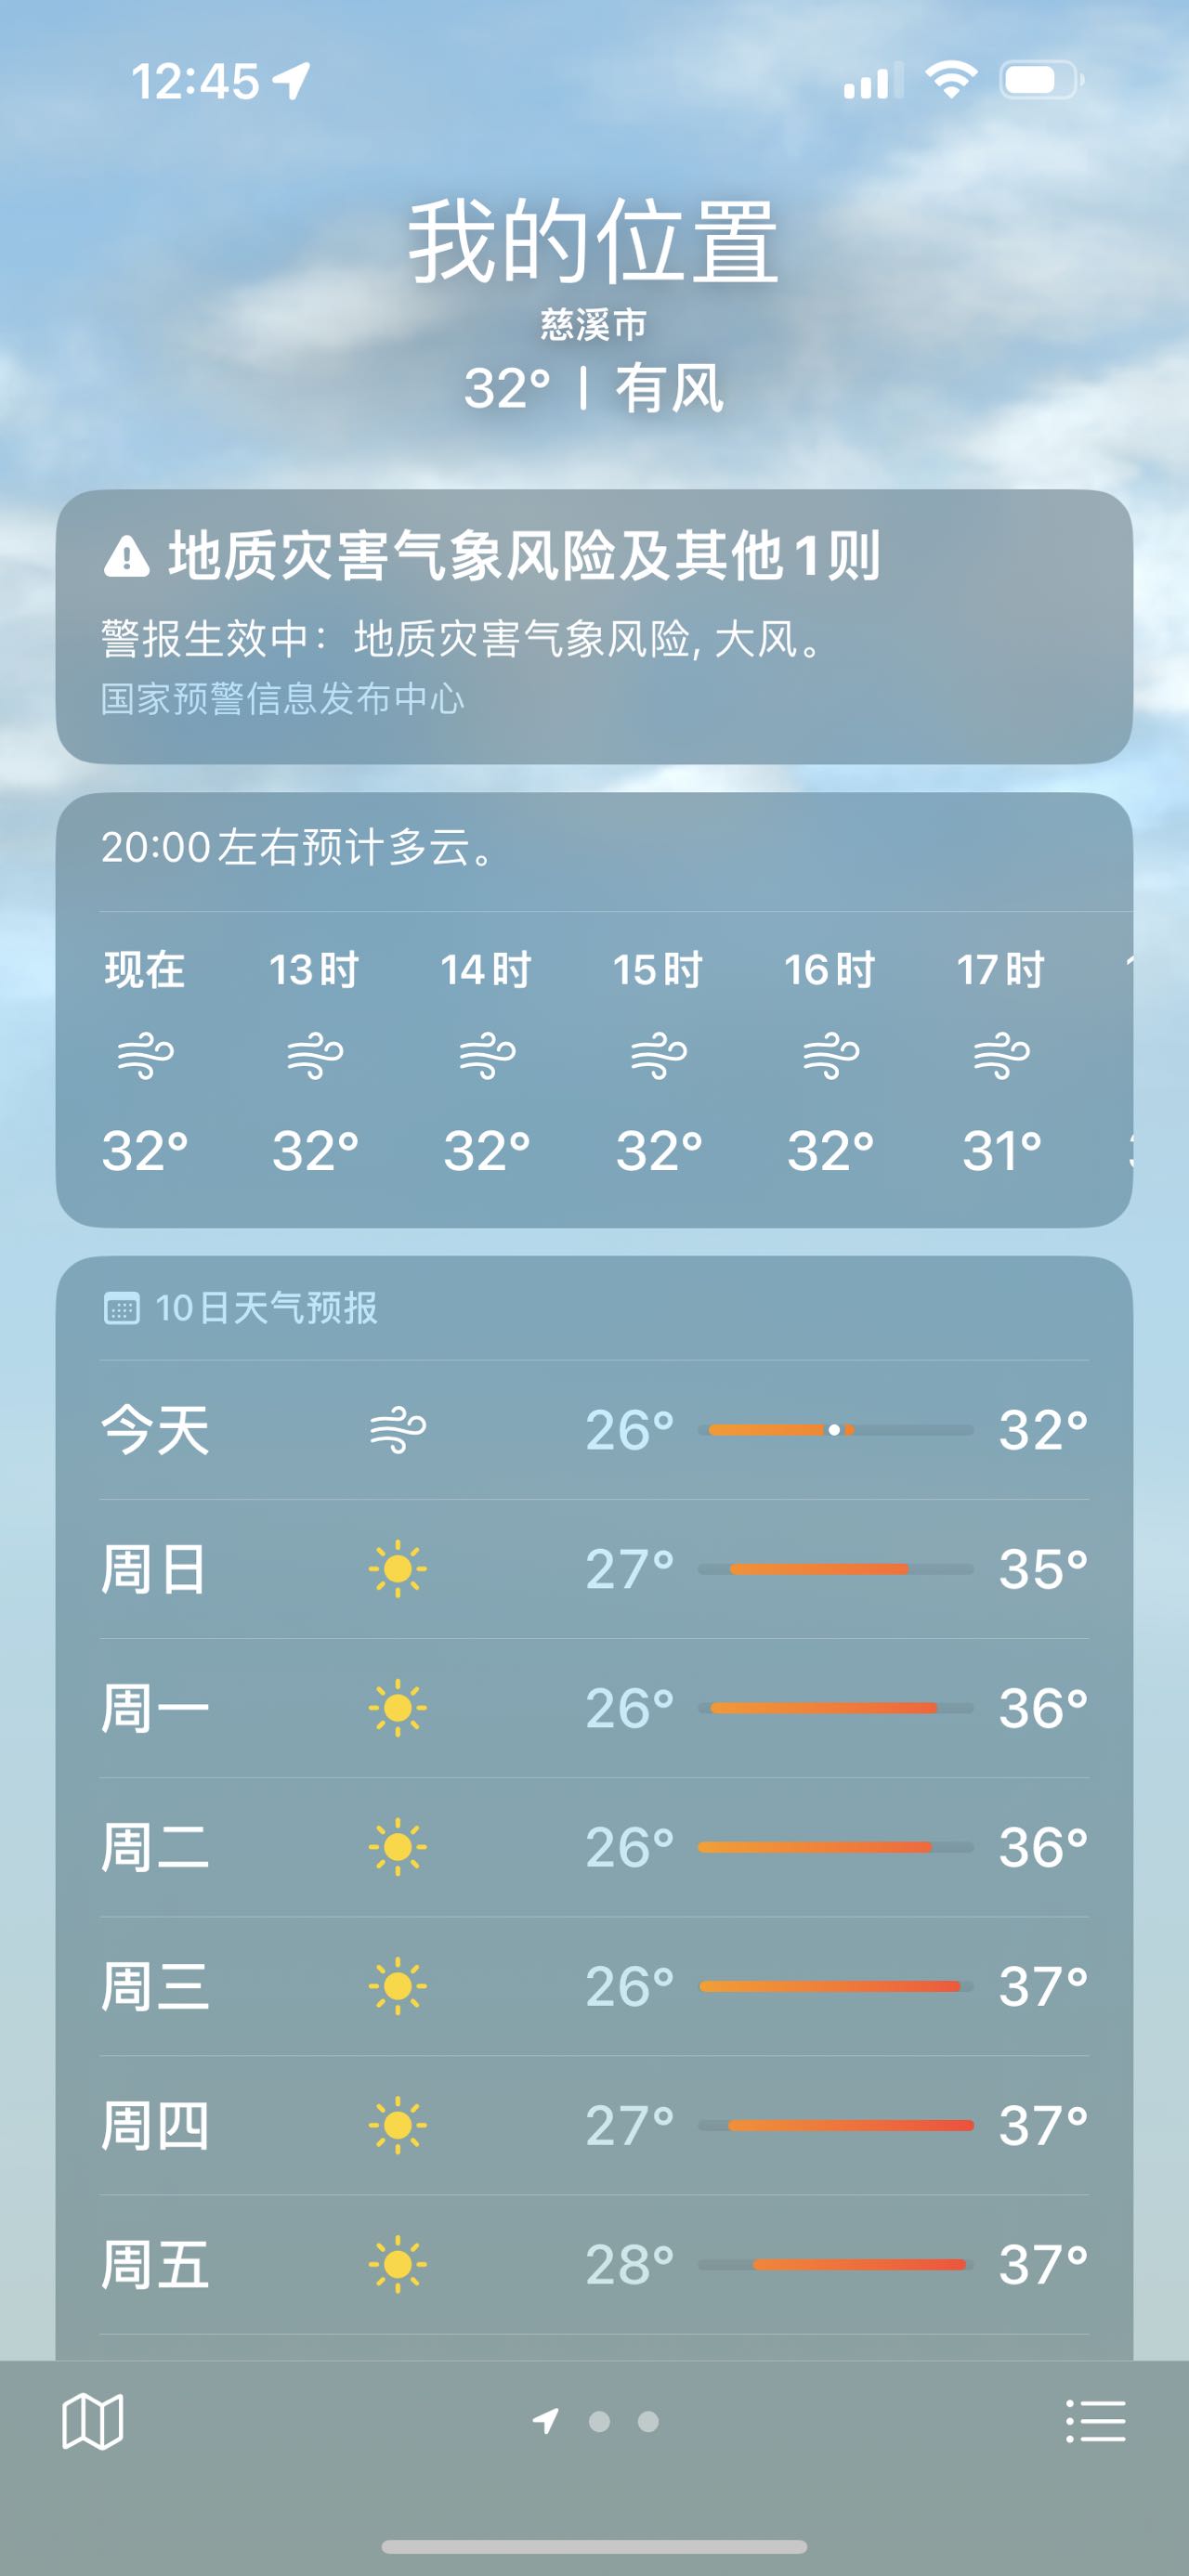 12:45
我的位置
慈溪市
32° | 有风
地质灾害气象风险及其他1则
警报生效中：地质灾害气象风险, 大风。
国家预警信息发布中心
20:00左右预计多云。
现在 13时 14时 15时 16时 17时
32° 32° 32° 32° 32° 31°
10日天气预报
今天 26° 32°
周日 27° 35°
周一 26° 36°
周二 26° 36°
周三 26° 37°
周四 27° 37°
周五 28° 37°